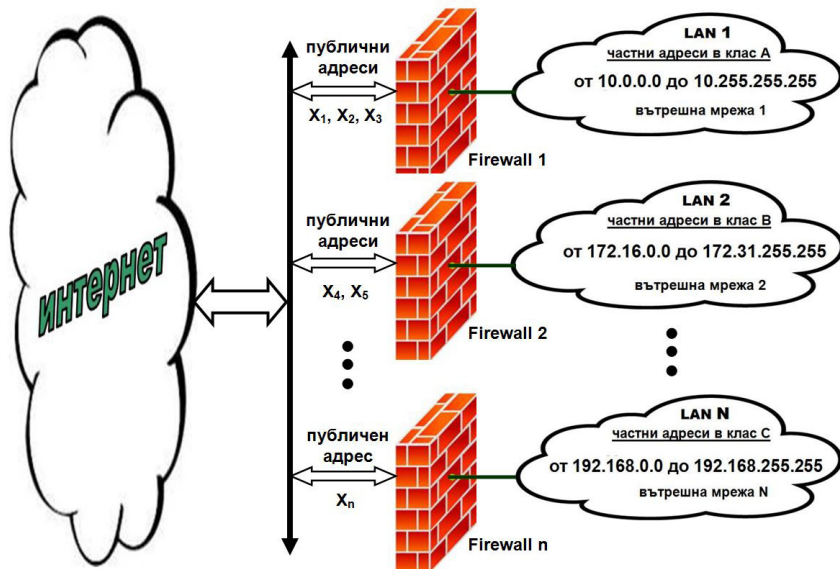 интернет
публични
адреси
X₁, X₂, X₃
Firewall 1
LAN 1
частни адреси в клас A
от 10.0.0.0 до 10.255.255.255
вътрешна мрежа 1
публични
адреси
X₄, X₅
Firewall 2
LAN 2
частни адреси в клас B
от 172.16.0.0 до 172.31.255.255
вътрешна мрежа 2
публичен
адрес
Xₙ
Firewall n
LAN N
частни адреси в клас C
от 192.168.0.0 до 192.168.255.255
вътрешна мрежа N